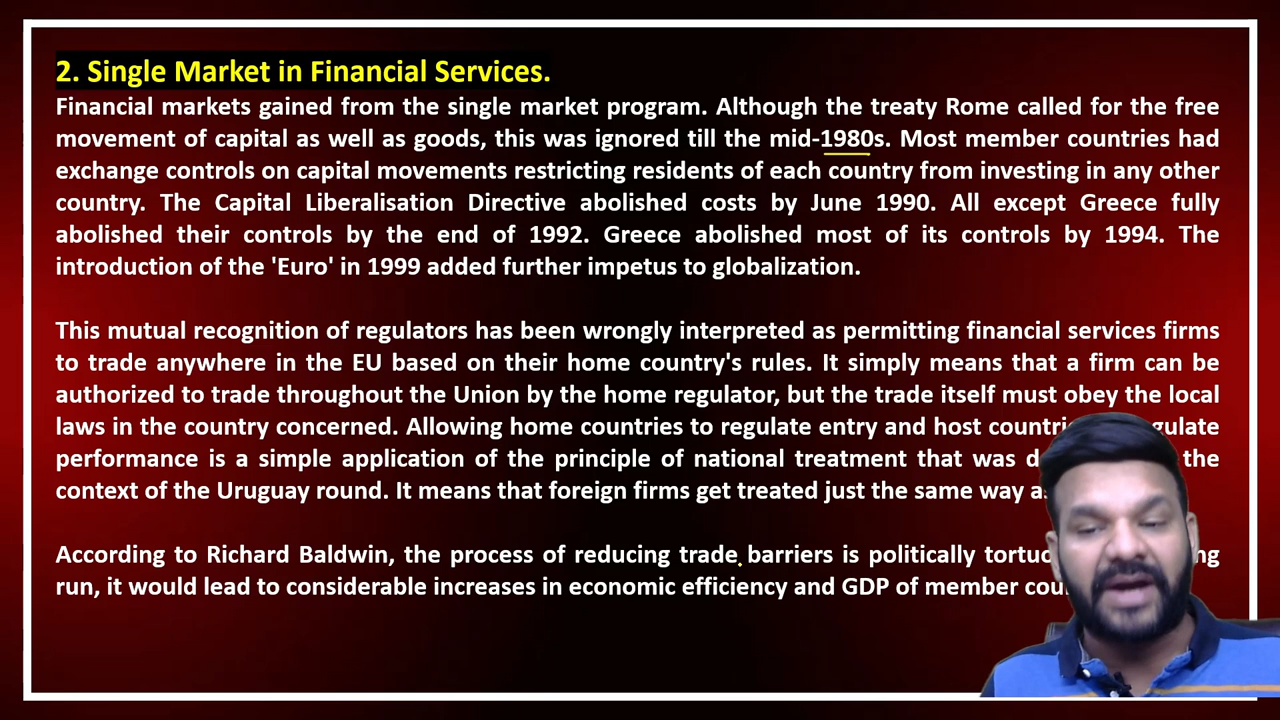 2. Single Market in Financial Services.
Financial markets gained from the single market program. Although the treaty Rome called for the free
movement of capital as well as goods, this was ignored till the mid-1980s. Most member countries had
exchange controls on capital movements restricting residents of each country from investing in any other
country. The Capital Liberalisation Directive abolished costs by June 1990. All except Greece fully
abolished their controls by the end of 1992. Greece abolished most of its controls by 1994. The
introduction of the 'Euro' in 1999 added further impetus to globalization.
This mutual recognition of regulators has been wrongly interpreted as permitting financial services firms
to trade anywhere in the EU based on their home country's rules. It simply means that a firm can be
authorized to trade throughout the Union by the home regulator, but the trade itself must obey the local
laws in the country concerned. Allowing home countries to regulate entry and host
performance is a simple application of the principle of national treatment that was the
context of the Uruguay round. It means that foreign firms get treated just the same way
According to Richard Baldwin, the process of reducing trade barriers is politically
run, it would lead to considerable increases in economic efficiency and GDP of member